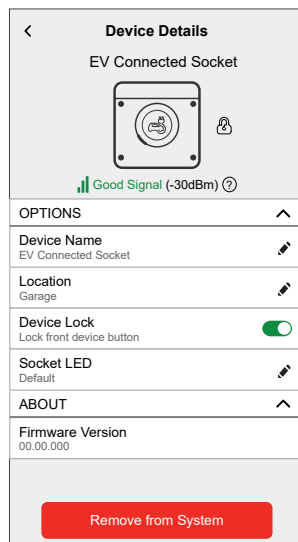 Device Details
EV Connected Socket
Good Signal (-30dBm) ?
OPTIONS
Device Name
EV Connected Socket
Location
Garage
Device Lock
Lock front device button
Socket LED
Default
ABOUT
Firmware Version
00.00.000
Remove from System